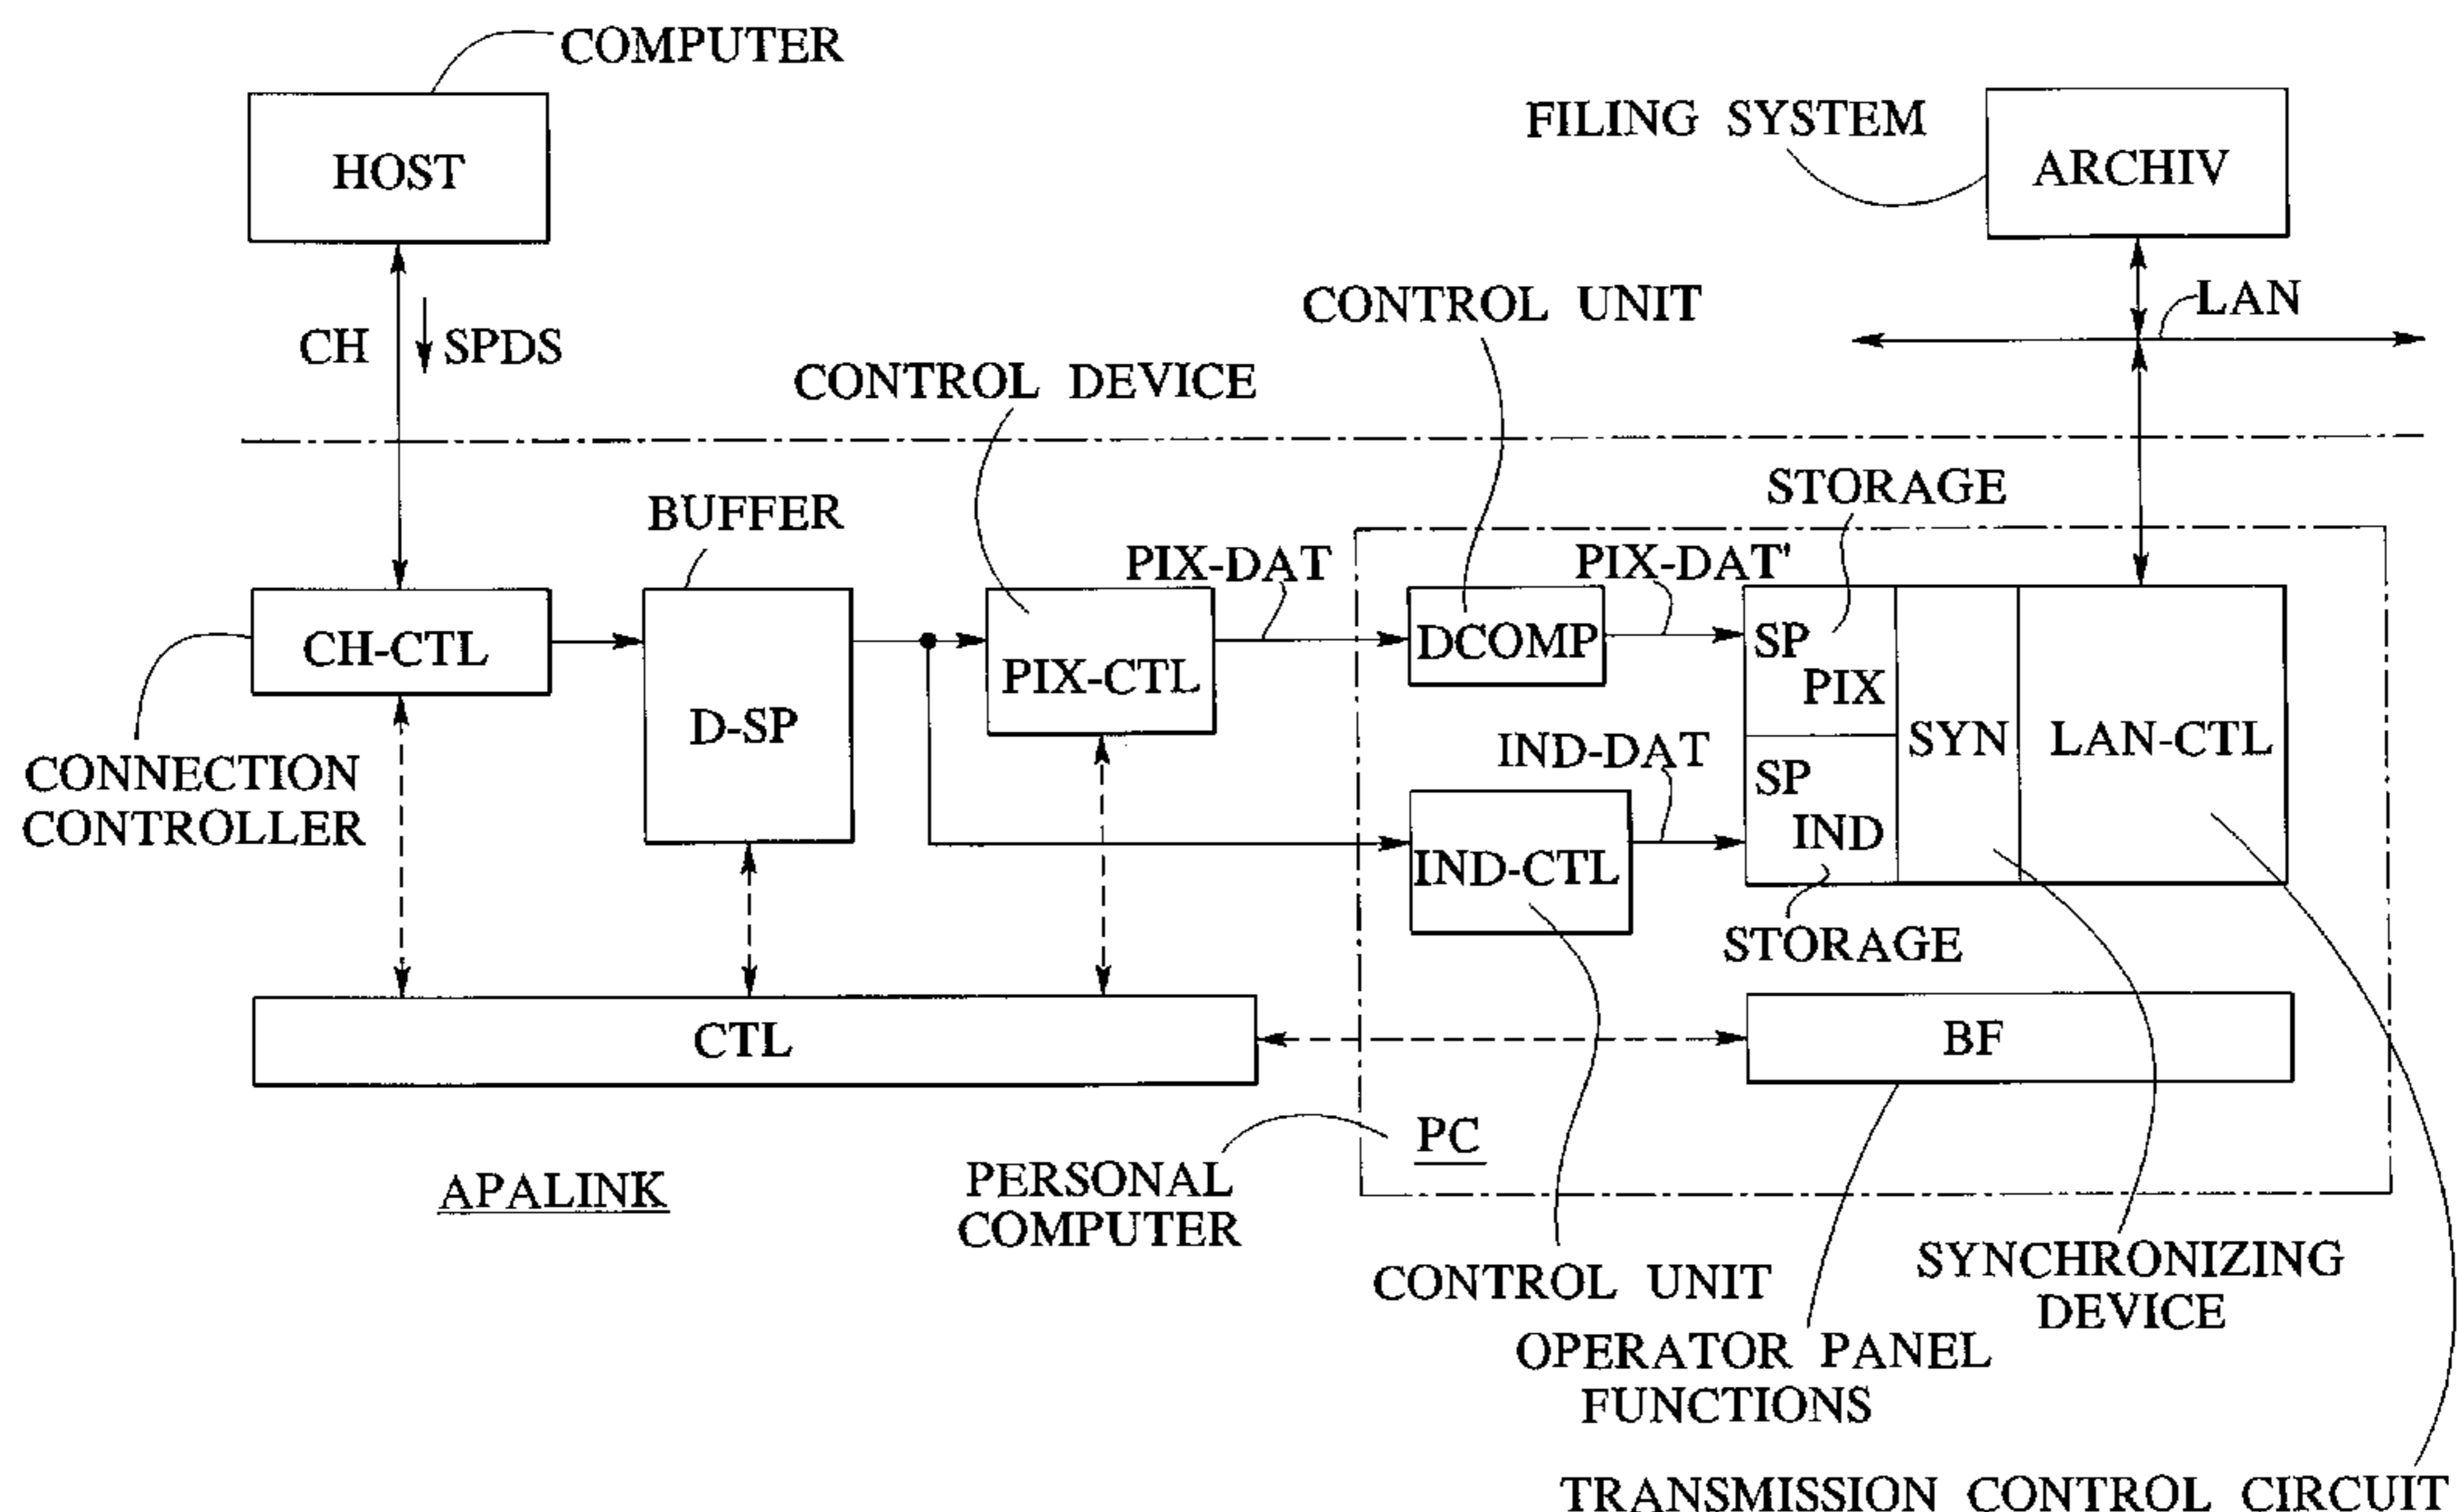 COMPUTER
HOST
FILING SYSTEM
ARCHIV
CH
SPDS
LAN
CONTROL UNIT
CONTROL DEVICE
STORAGE
BUFFER
PIX-DAT
PIX-DAT'
CH-CTL
D-SP
PIX-CTL
DCOMP
SP
PIX
SYN
LAN-CTL
IND-DAT
SP
IND
IND-CTL
CONNECTION
CONTROLLER
STORAGE
CTL
BF
PC
APALINK
PERSONAL
COMPUTER
CONTROL UNIT
SYNCHRONIZING
DEVICE
OPERATOR PANEL
FUNCTIONS
TRANSMISSION CONTROL CIRCUIT